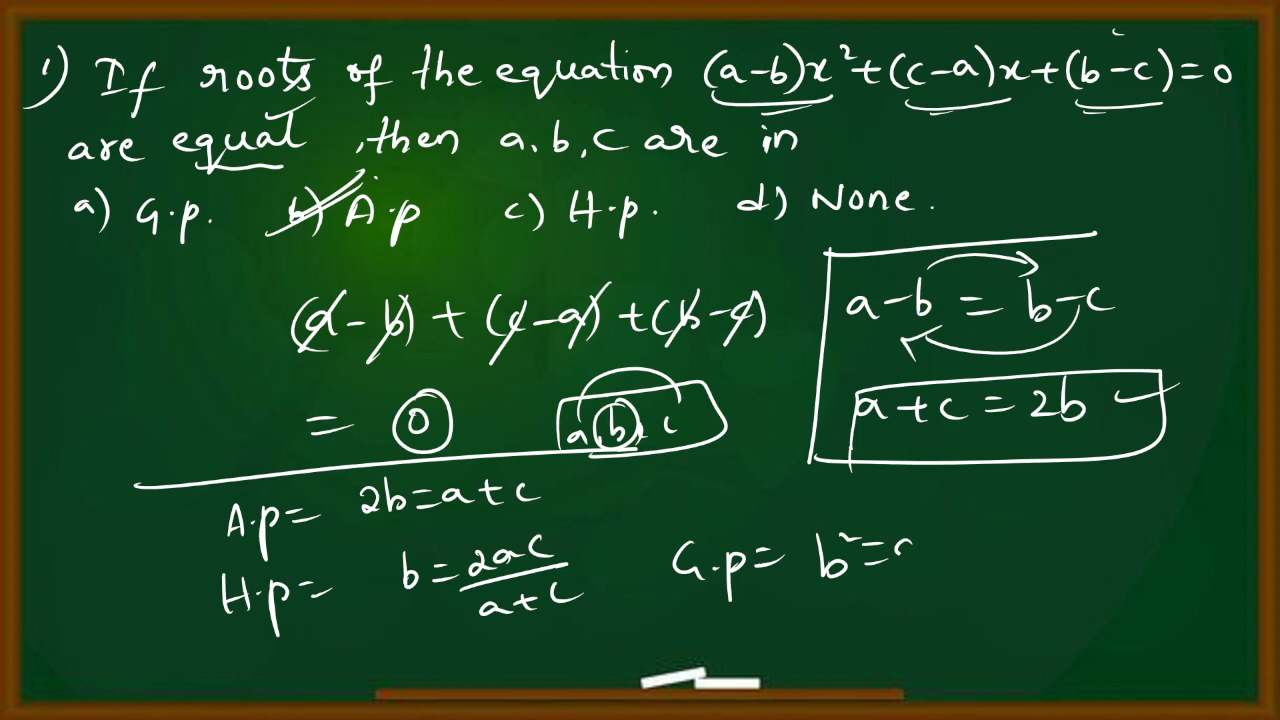 1) If roots of the equation (a-b)x²+(c-a)x+(b-c)=0
are equal, then a, b, c are in
a) G.p. b) A.p c) H.p. d) None.
(a-b)+(c-a)+(b-c)
= 0
a, b, c
a-b = b-c
a+c = 2b
A.p= 2b=a+c
H.p= b=2ac/a+c
G.p= b²=